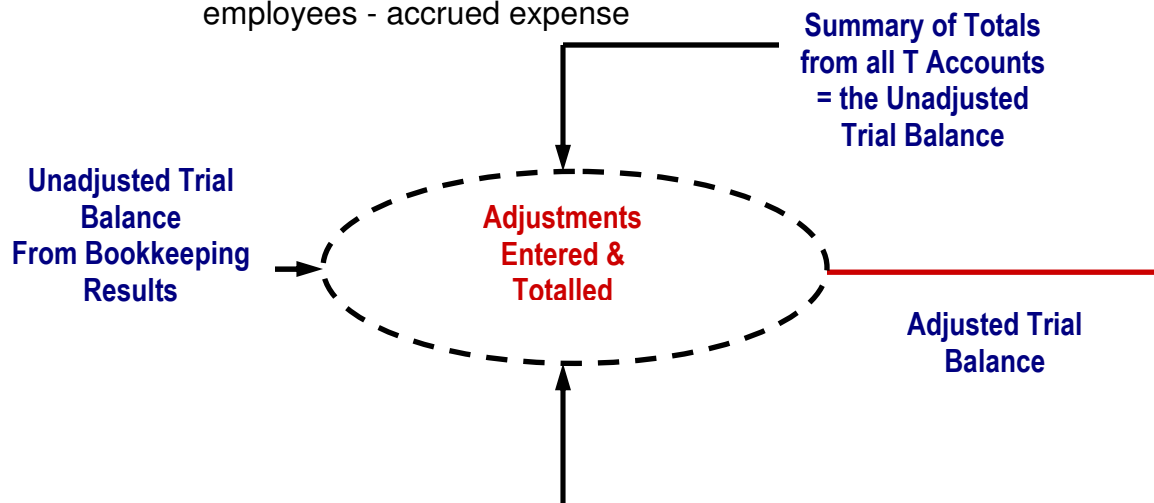 employees - accrued expense
Summary of Totals
from all T Accounts
= the Unadjusted
Trial Balance
Unadjusted Trial
Balance
From Bookkeeping
Results
Adjustments
Entered &
Totalled
Adjusted Trial
Balance